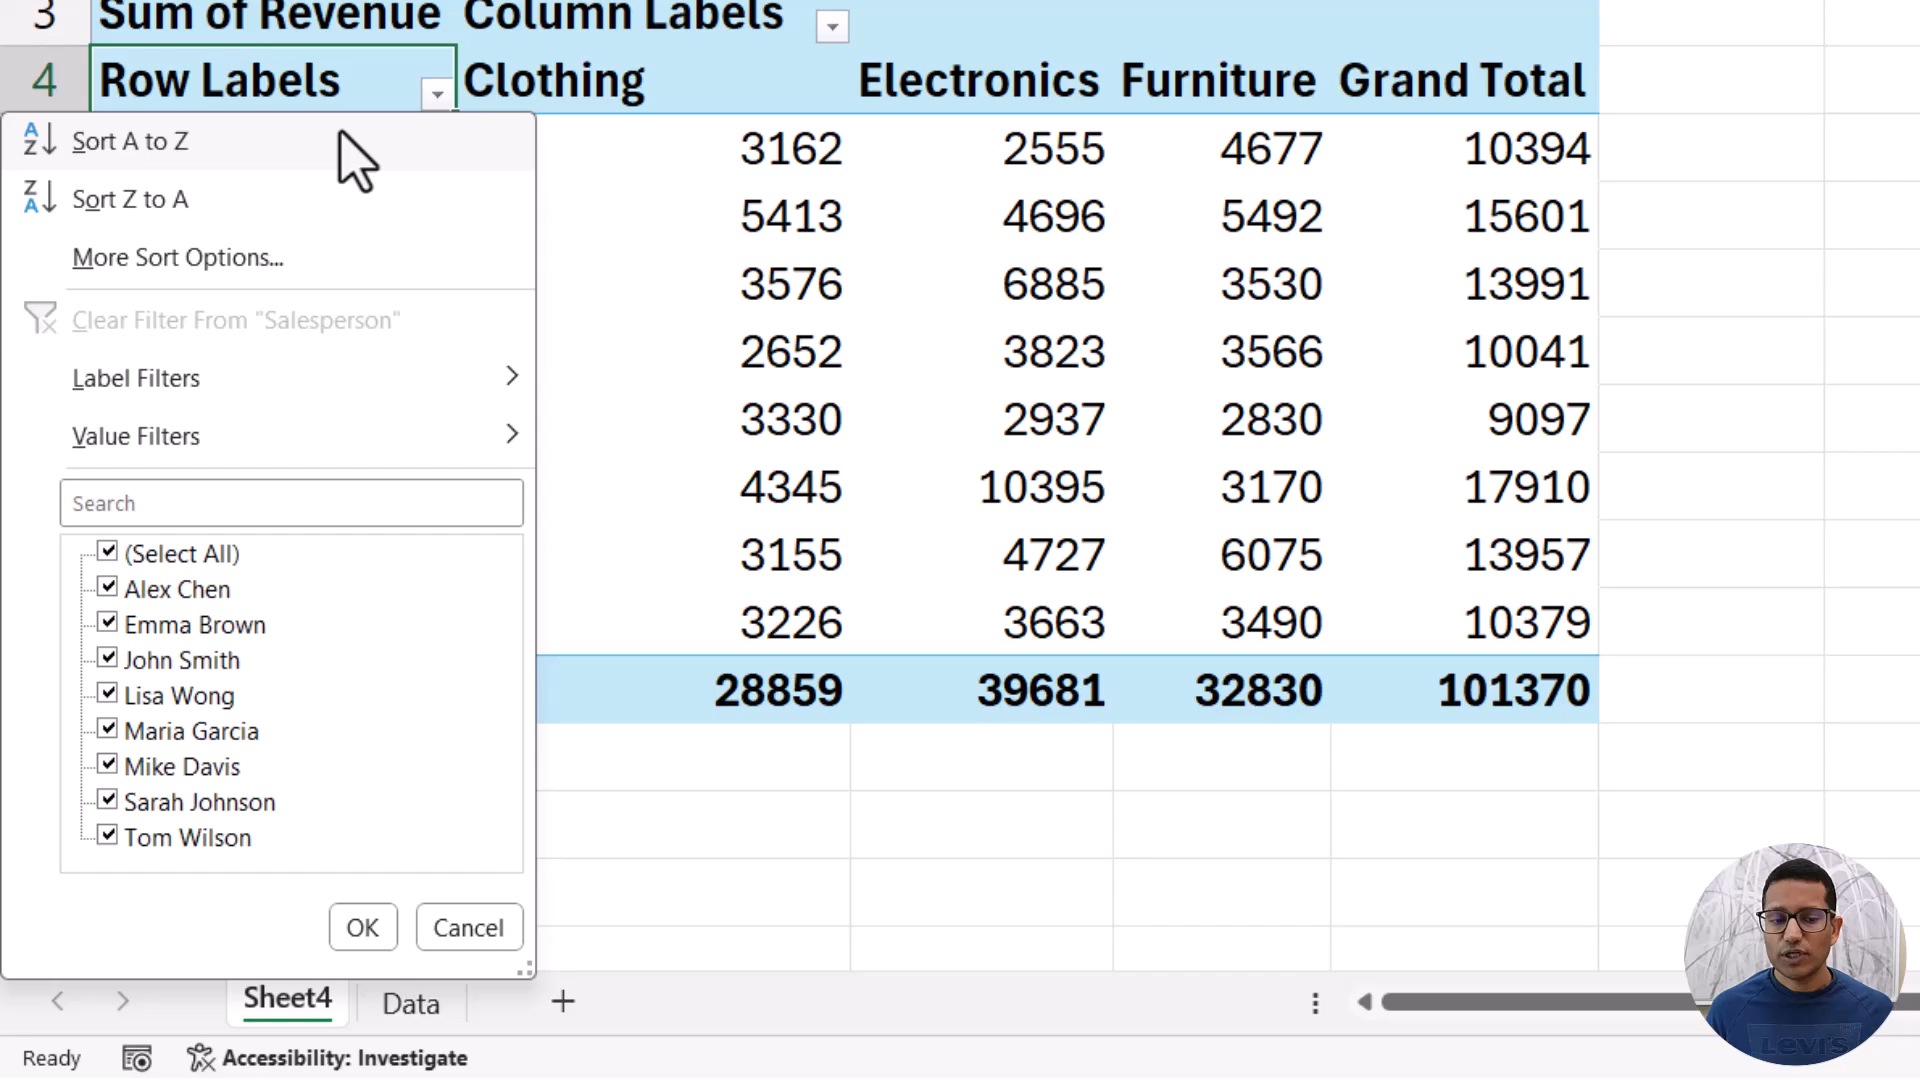 3 Sum of Revenue Column Labels
4 Row Labels Clothing Electronics Furniture Grand Total
Sort A to Z
Sort Z to A
More Sort Options...
Clear Filter From "Salesperson"
Label Filters
Value Filters
Search
(Select All)
Alex Chen
Emma Brown
John Smith
Lisa Wong
Maria Garcia
Mike Davis
Sarah Johnson
Tom Wilson
OK Cancel
3162 2555 4677 10394
5413 4696 5492 15601
3576 6885 3530 13991
2652 3823 3566 10041
3330 2937 2830 9097
4345 10395 3170 17910
3155 4727 6075 13957
3226 3663 3490 10379
28859 39681 32830 101370
Sheet4 Data
Ready Accessibility: Investigate
Levi's